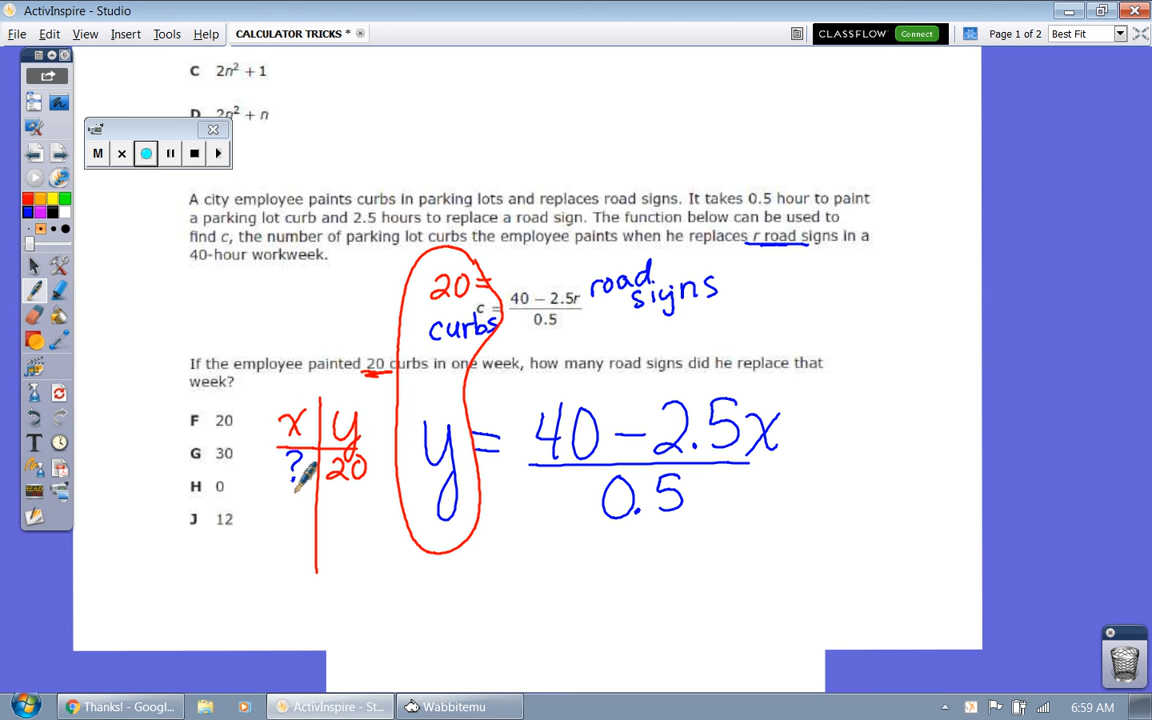 ActivInspire - Studio
File Edit View Insert Tools Help CALCULATOR TRICKS * CLASSFLOW Connect Page 1 of 2 Best Fit
C 2n² + 1
D 2n² + n
M
A city employee paints curbs in parking lots and replaces road signs. It takes 0.5 hour to paint
a parking lot curb and 2.5 hours to replace a road sign. The function below can be used to
find c, the number of parking lot curbs the employee paints when he replaces r road signs in a
40-hour workweek.
20 =
road signs
c = (40 − 2.5r) / 0.5
curbs
If the employee painted 20 curbs in one week, how many road signs did he replace that
week?
F 20
G 30
H 0
J 12
x y
? 20
y = (40 − 2.5x) / 0.5
T
Thanks! - Googl... ActivInspire - St... Wabbitemu 6:59 AM